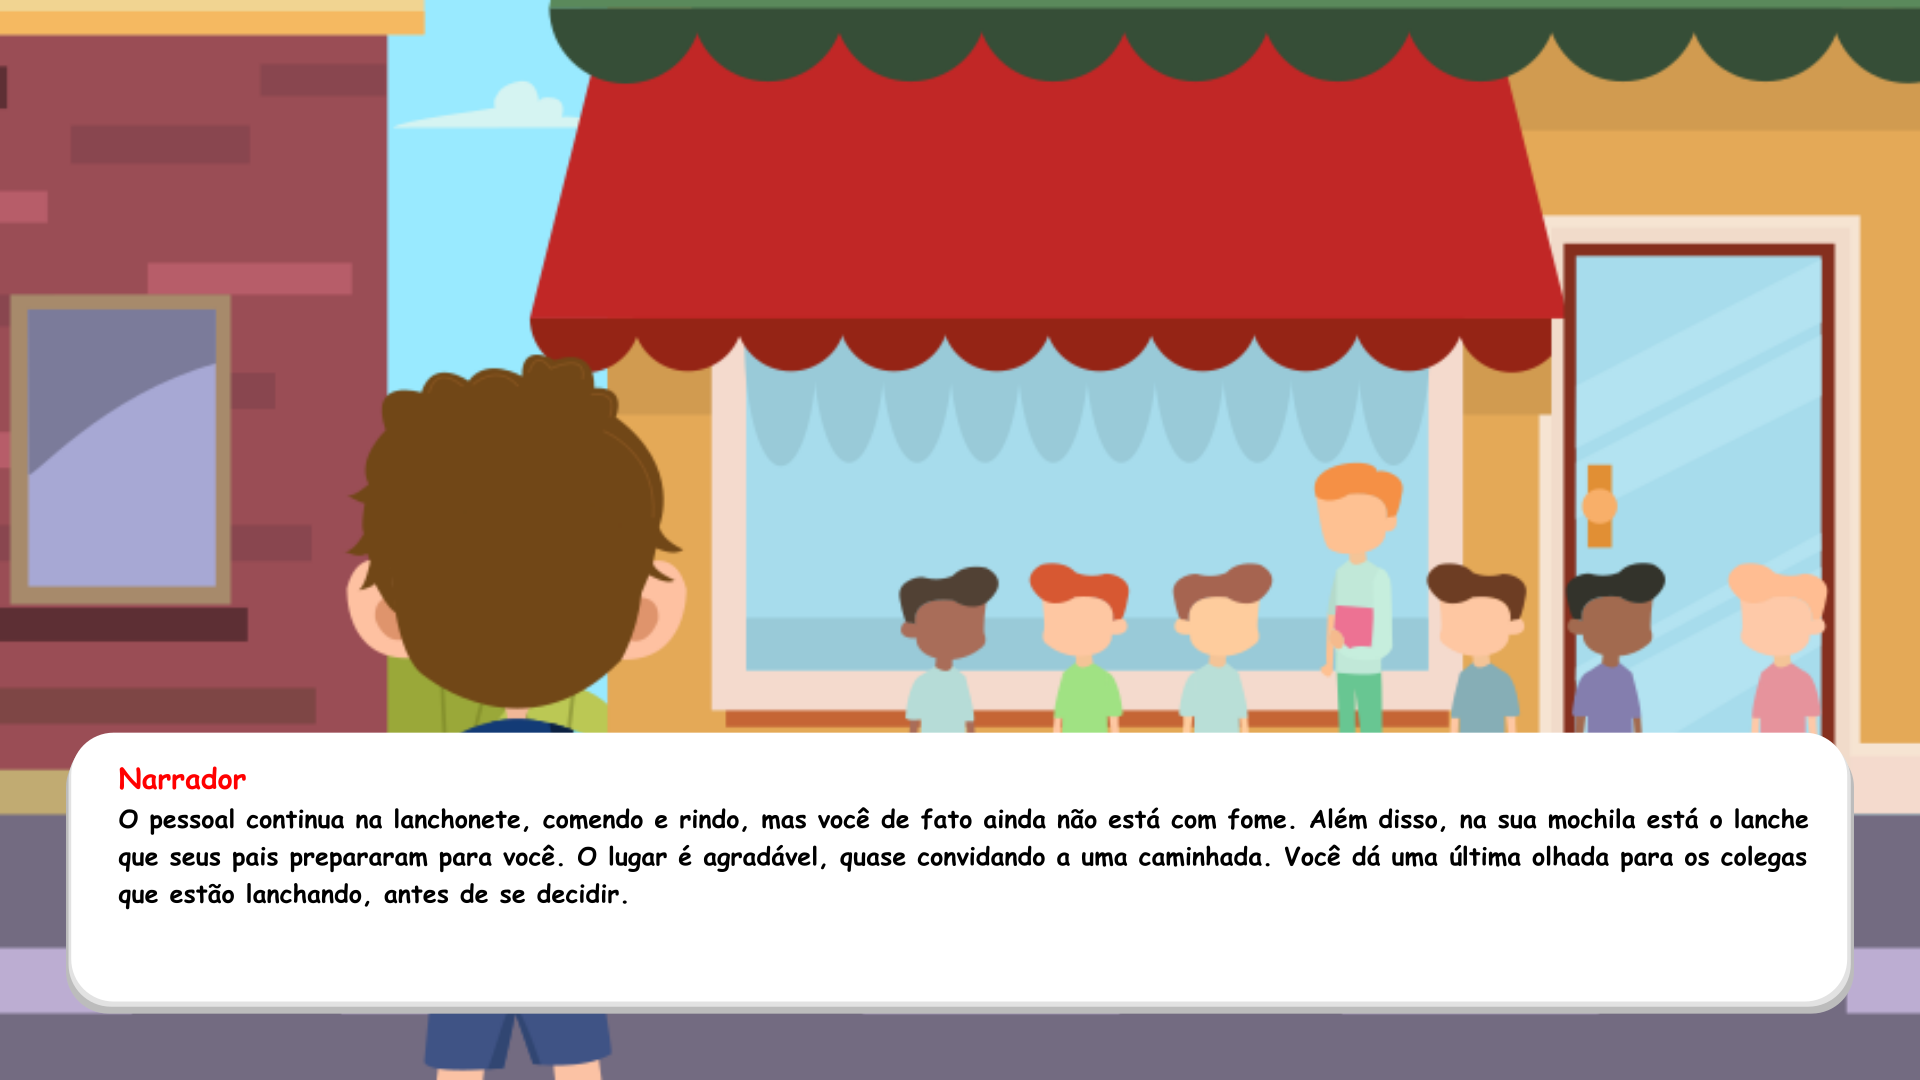 Narrador
O pessoal continua na lanchonete, comendo e rindo, mas você de fato ainda não está com fome. Além disso, na sua mochila está o lanche
que seus pais prepararam para você. O lugar é agradável, quase convidando a uma caminhada. Você dá uma última olhada para os colegas
que estão lanchando, antes de se decidir.